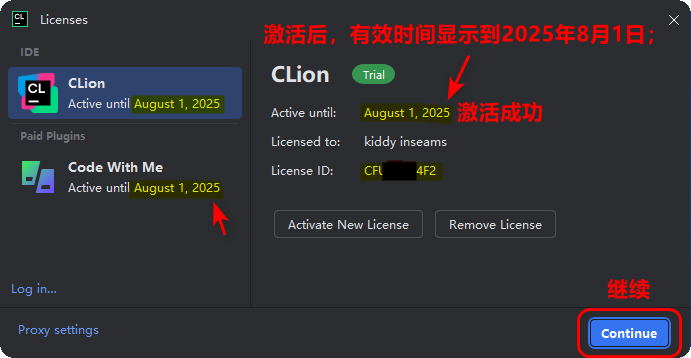 CL
Licenses
激活后，有效时间显示到2025年8月1日；
IDE
CL
CLion
Active until August 1, 2025
Paid Plugins
Code With Me
Active until August 1, 2025
CLion
Trial
Active until:
August 1, 2025
激活成功
Licensed to:
kiddy inseams
License ID:
4F2
Activate New License
Remove License
Log in...
继续
Proxy settings
Continue